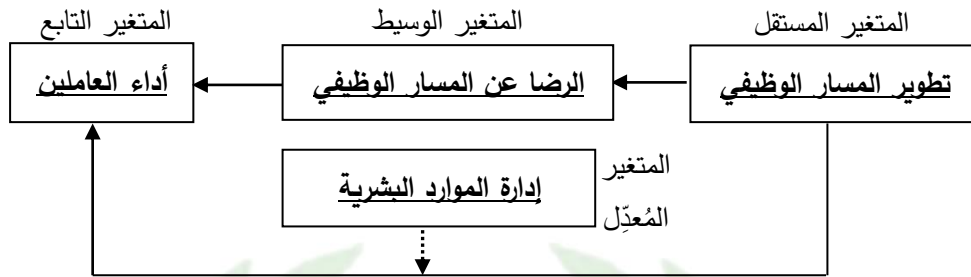 المتغير المستقل
المتغير الوسيط
المتغير التابع
تطوير المسار الوظيفي
الرضا عن المسار الوظيفي
أداء العاملين
المتغير
المُعدِّل
إدارة الموارد البشرية